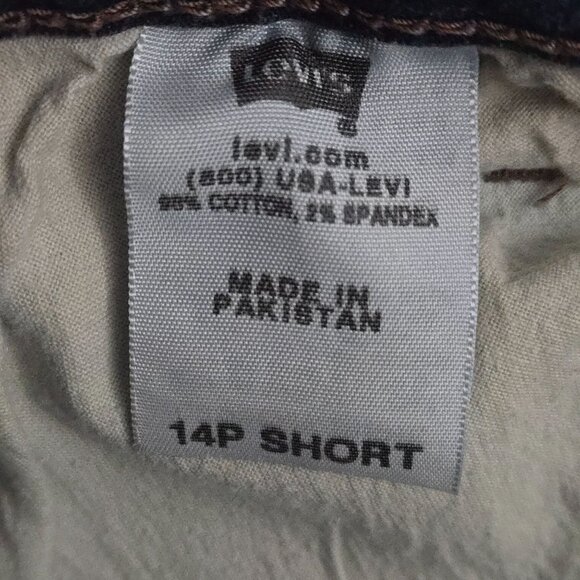 LEVI'S
levi.com
(800) USA-LEVI
98% COTTON, 2% SPANDEX
MADE IN
PAKISTAN
14P SHORT